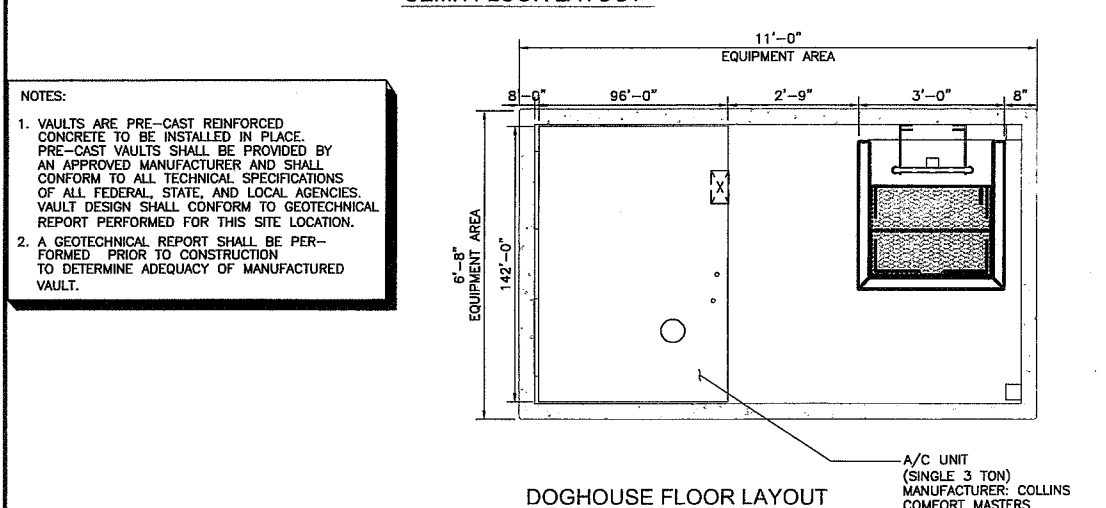 11'-0"
EQUIPMENT AREA
8'-0"
96'-0"
2'-9"
3'-0"
8"
NOTES:
1. VAULTS ARE PRE-CAST REINFORCED
CONCRETE TO BE INSTALLED IN PLACE.
PRE-CAST VAULTS SHALL BE PROVIDED BY
AN APPROVED MANUFACTURER AND SHALL
CONFORM TO ALL TECHNICAL SPECIFICATIONS
OF ALL FEDERAL, STATE, AND LOCAL AGENCIES.
VAULT DESIGN SHALL CONFORM TO GEOTECHNICAL
REPORT PERFORMED FOR THIS SITE LOCATION.
2. A GEOTECHNICAL REPORT SHALL BE PER-
FORMED PRIOR TO CONSTRUCTION
TO DETERMINE ADEQUACY OF MANUFACTURED
VAULT.
6'-8"
EQUIPMENT AREA
142'-0"
X
A/C UNIT
(SINGLE 3 TON)
MANUFACTURER: COLLINS
COMFORT MASTERS
DOGHOUSE FLOOR LAYOUT